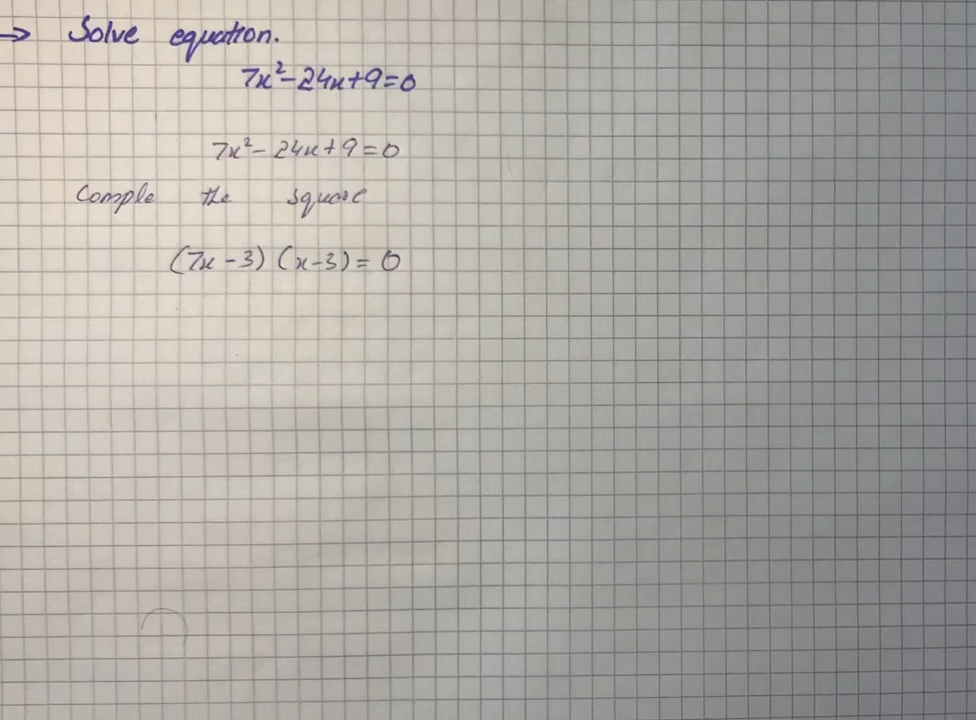 → Solve equation.
7x²-24x+9=0
7x²-24x+9=0
Comple the square
(7x-3)(x-3)=0